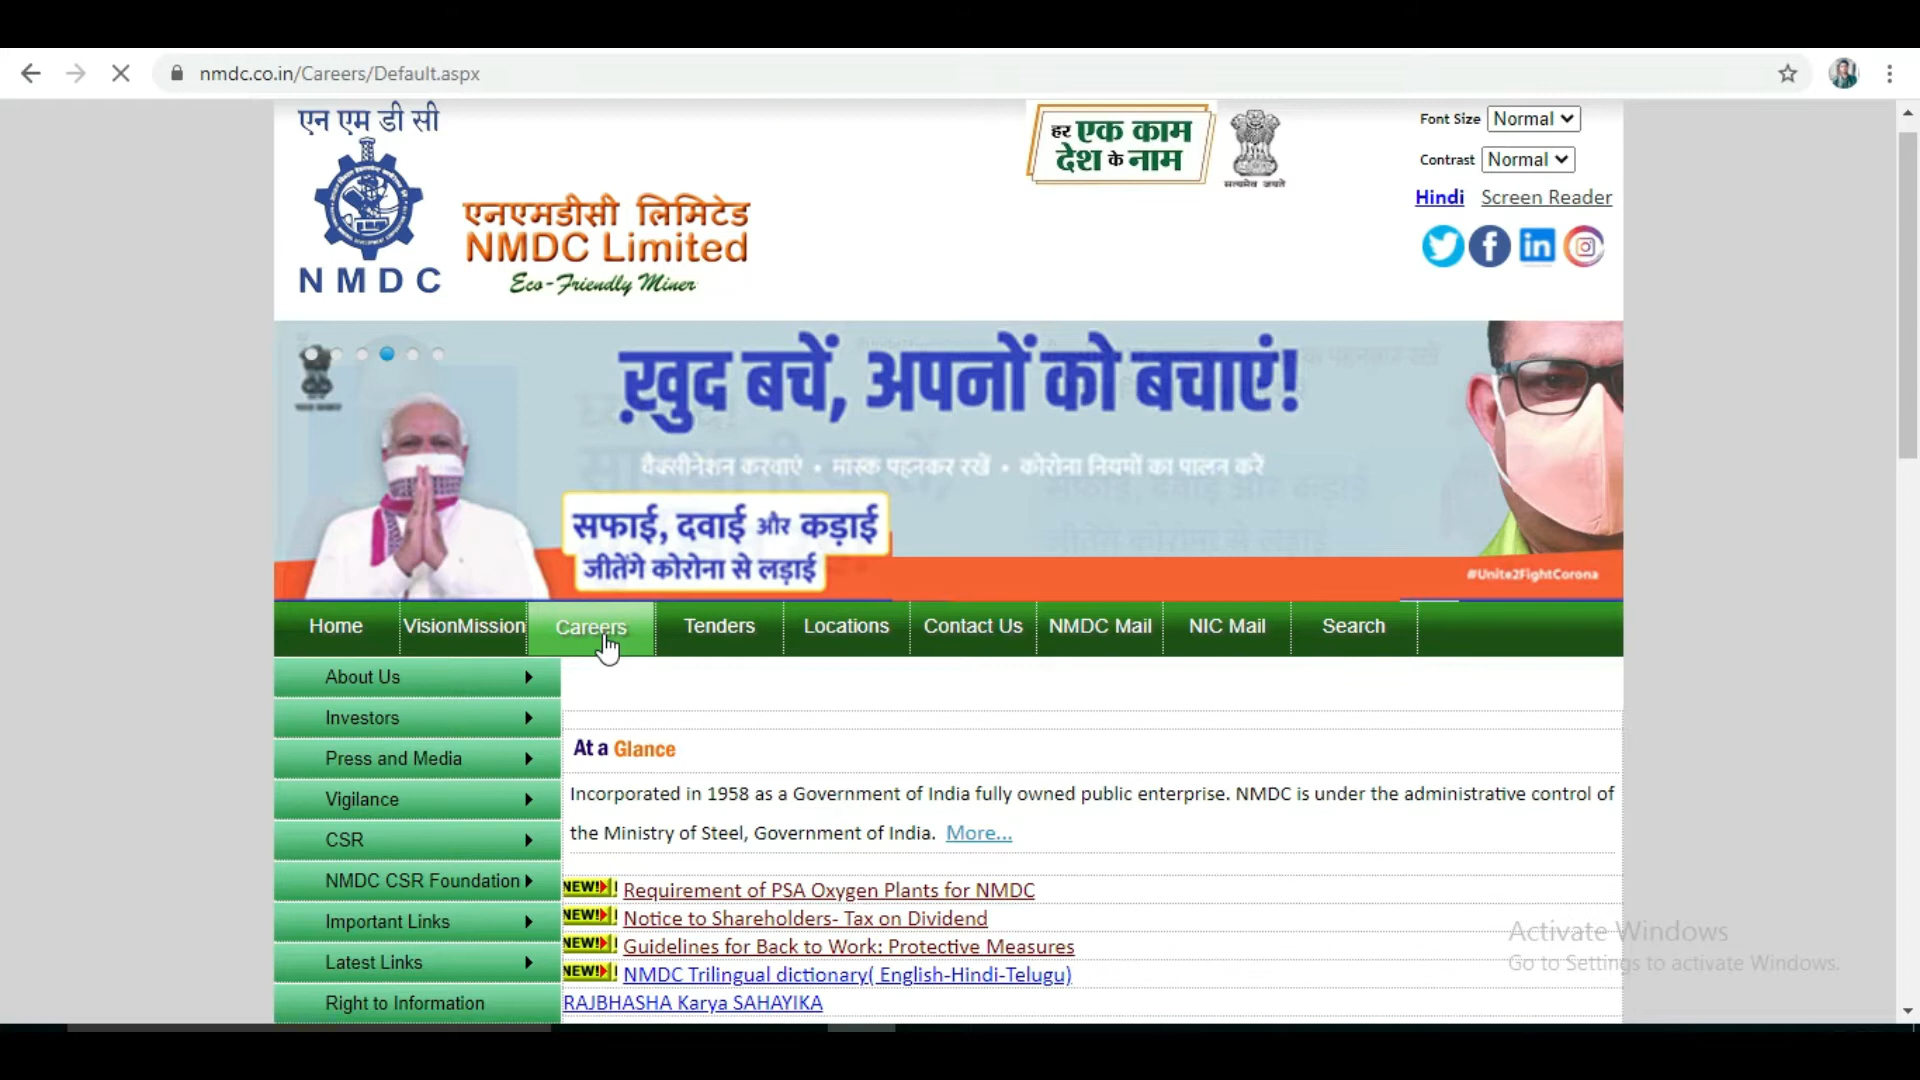 nmdc.co.in/Careers/Default.aspx
एन एम डी सी
NMDC
एनएमडीसी लिमिटेड
NMDC Limited
Eco-Friendly Miner
हर एक काम
देश के नाम
सत्यमेव जयते
Font Size Normal
Contrast Normal
Hindi Screen Reader
ख़ुद बचें, अपनों को बचाएं!
वैक्सीनेशन करवाएं • मास्क पहनकर रखें • कोरोना नियमों का पालन करें
सफाई, दवाई और कड़ाई
जीतेंगे कोरोना से लड़ाई
#Unite2FightCorona
Home VisionMission Careers Tenders Locations Contact Us NMDC Mail NIC Mail Search
About Us
Investors
Press and Media
Vigilance
CSR
NMDC CSR Foundation
Important Links
Latest Links
Right to Information
At a Glance
Incorporated in 1958 as a Government of India fully owned public enterprise. NMDC is under the administrative control of
the Ministry of Steel, Government of India. More...
NEW! Requirement of PSA Oxygen Plants for NMDC
NEW! Notice to Shareholders- Tax on Dividend
NEW! Guidelines for Back to Work: Protective Measures
NEW! NMDC Trilingual dictionary( English-Hindi-Telugu)
RAJBHASHA Karya SAHAYIKA
Activate Windows
Go to Settings to activate Windows.